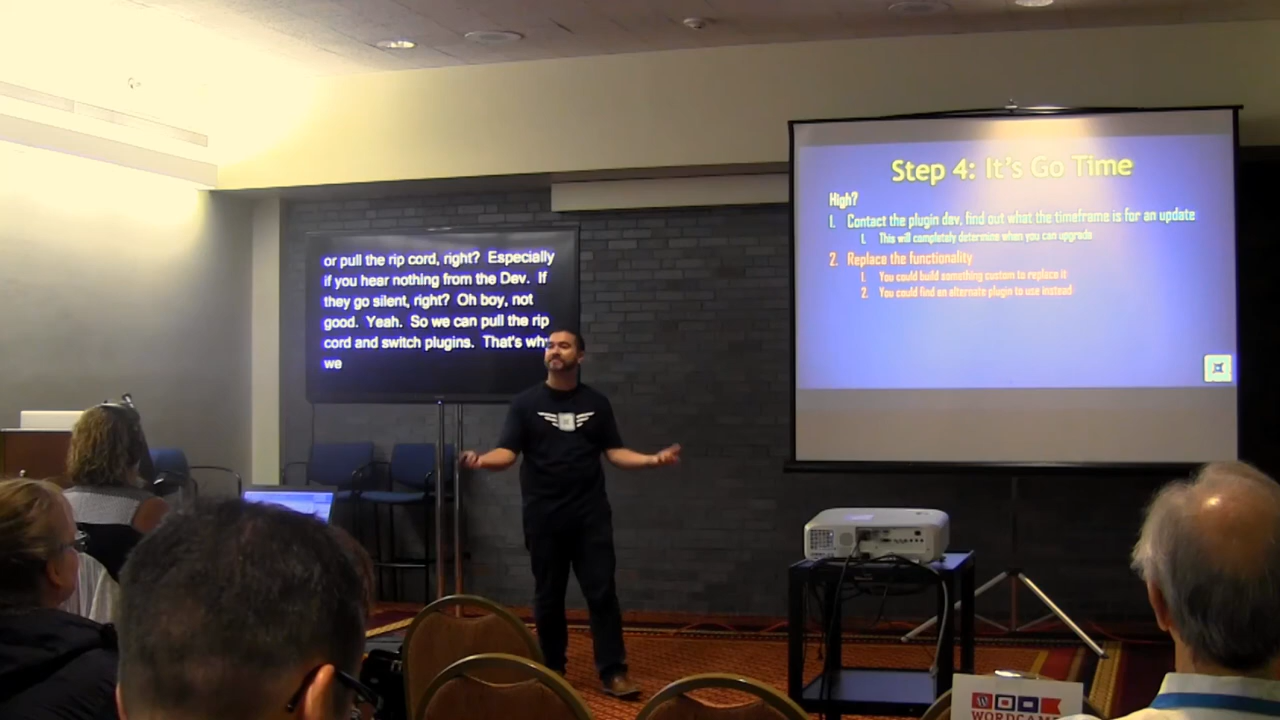 or pull the rip cord, right? Especially
if you hear nothing from the Dev. If
they go silent, right? Oh boy, not
good. Yeah. So we can pull the rip
cord and switch plugins. That's why
we
Step 4: It's Go Time
High?
1. Contact the plugin dev, find out what the timeframe is for an update
1. This will completely determine when you can upgrade
2. Replace the functionality
1. You could build something custom to replace it
2. You could find an alternate plugin to use instead
WORDCAMP